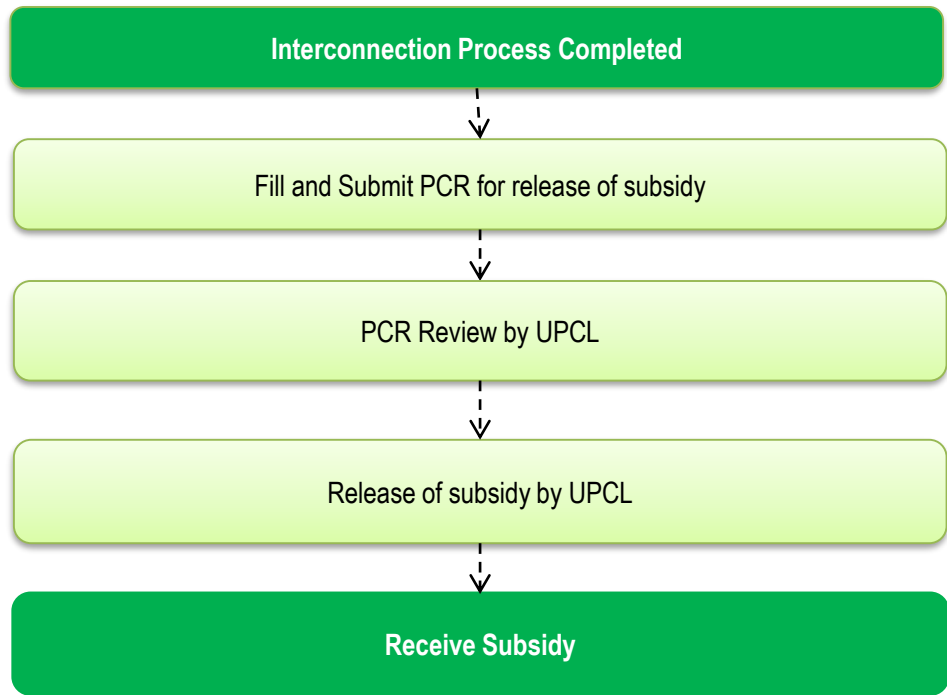 Interconnection Process Completed
Fill and Submit PCR for release of subsidy
PCR Review by UPCL
Release of subsidy by UPCL
Receive Subsidy